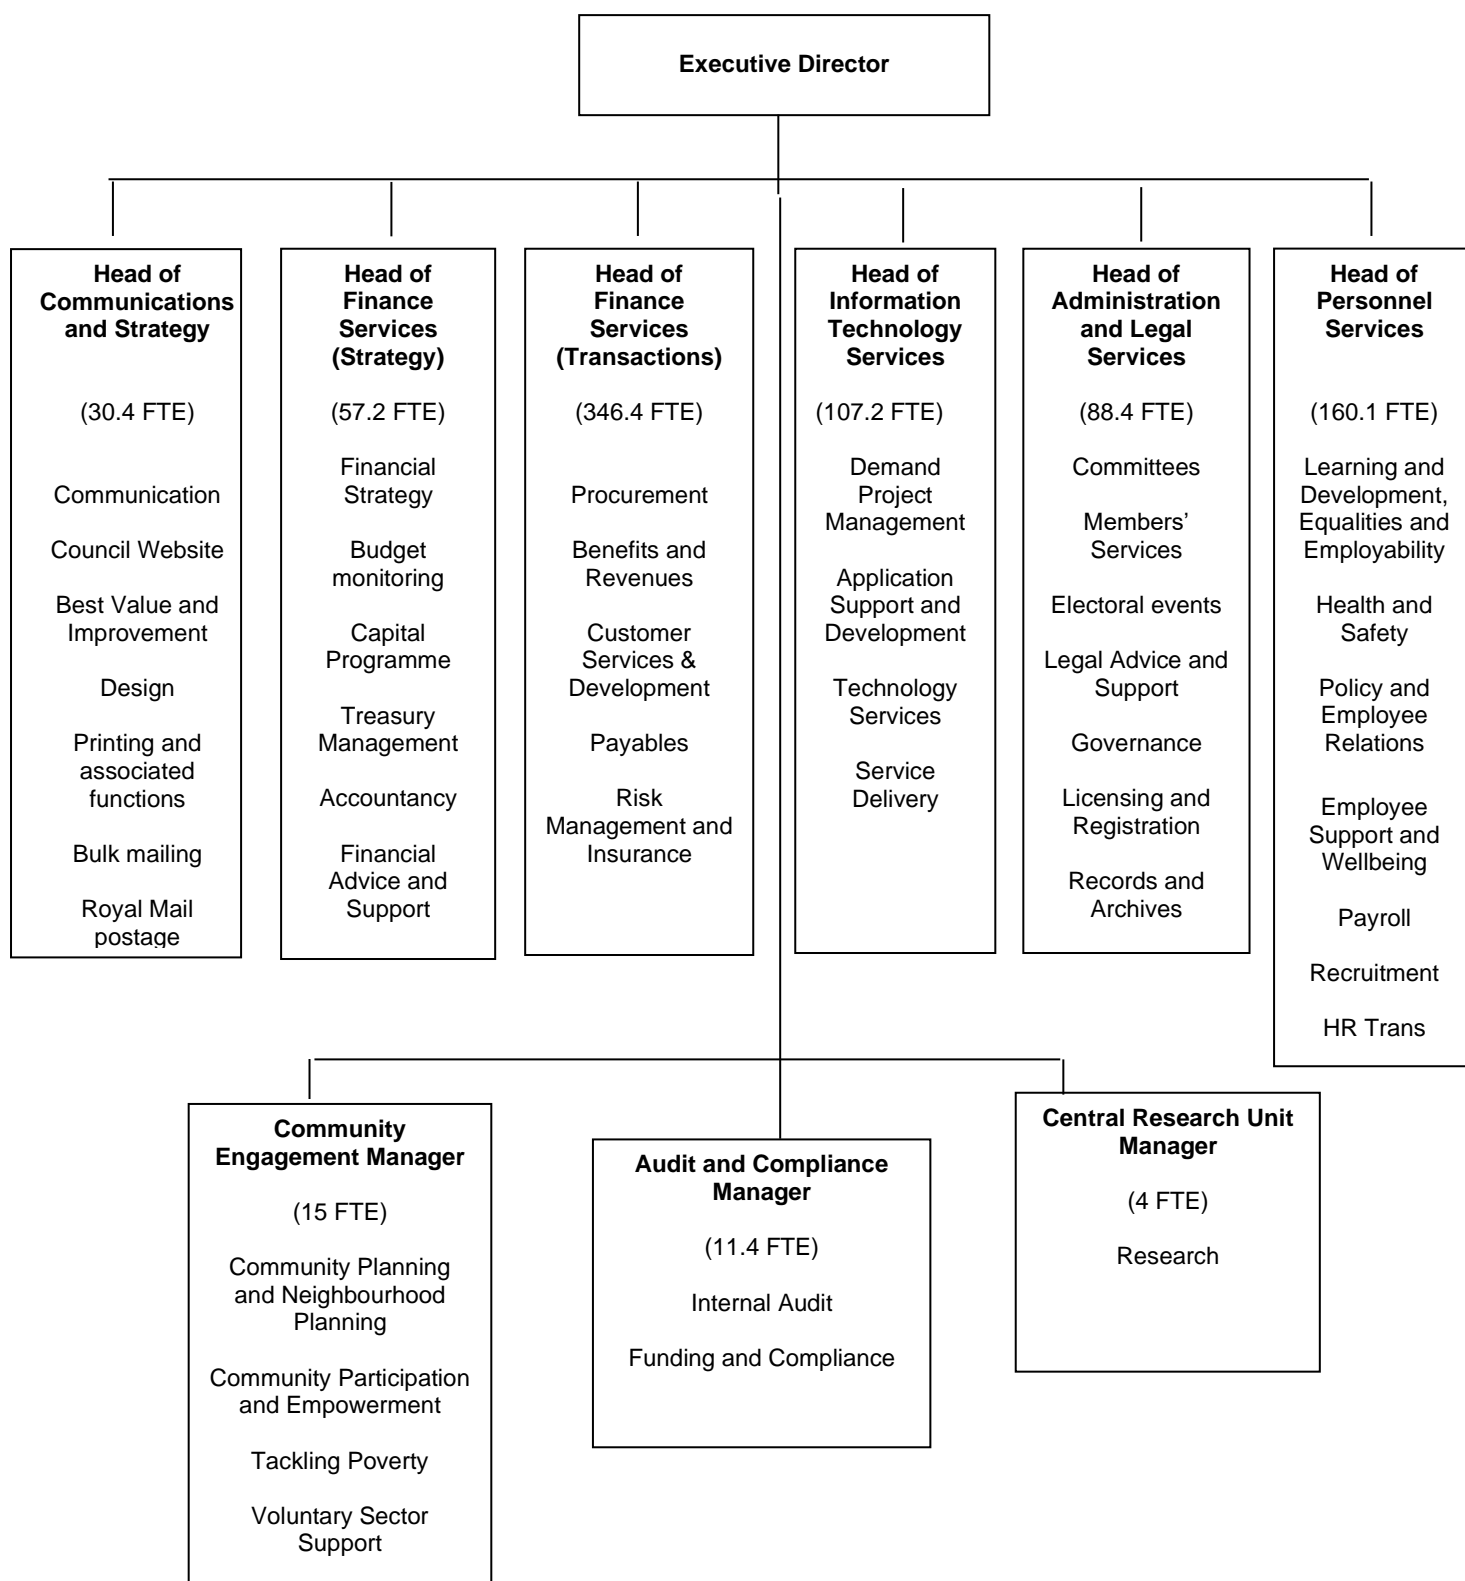 Executive Director
Head of
Communications
and Strategy
(30.4 FTE)
Communication
Council Website
Best Value and
Improvement
Design
Printing and
associated
functions
Bulk mailing
Royal Mail
postage
Head of
Finance
Services
(Strategy)
(57.2 FTE)
Financial
Strategy
Budget
monitoring
Capital
Programme
Treasury
Management
Accountancy
Financial
Advice and
Support
Head of
Finance
Services
(Transactions)
(346.4 FTE)
Procurement
Benefits and
Revenues
Customer
Services &
Development
Payables
Risk
Management and
Insurance
Head of
Information
Technology
Services
(107.2 FTE)
Demand
Project
Management
Application
Support and
Development
Technology
Services
Service
Delivery
Head of
Administration
and Legal
Services
(88.4 FTE)
Committees
Members’
Services
Electoral events
Legal Advice and
Support
Governance
Licensing and
Registration
Records and
Archives
Head of
Personnel
Services
(160.1 FTE)
Learning and
Development,
Equalities and
Employability
Health and
Safety
Policy and
Employee
Relations
Employee
Support and
Wellbeing
Payroll
Recruitment
HR Trans
Community
Engagement Manager
(15 FTE)
Community Planning
and Neighbourhood
Planning
Community Participation
and Empowerment
Tackling Poverty
Voluntary Sector
Support
Audit and Compliance
Manager
(11.4 FTE)
Internal Audit
Funding and Compliance
Central Research Unit
Manager
(4 FTE)
Research